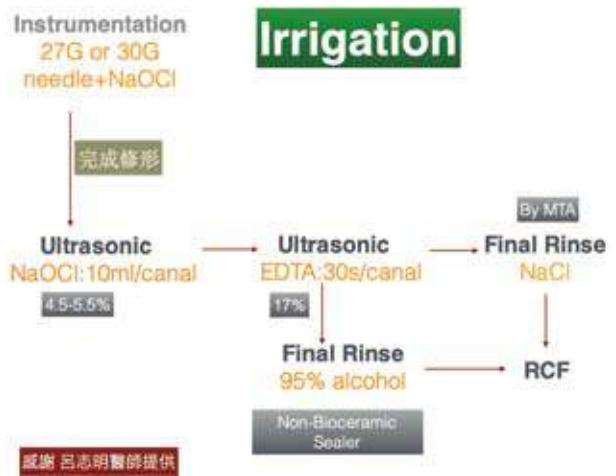 Instrumentation
27G or 30G
needle+NaOCl
Irrigation
完成修形
Ultrasonic
NaOCl:10ml/canal
4.5-5.5%
Ultrasonic
EDTA:30s/canal
17%
By MTA
Final Rinse
NaCl
Final Rinse
95% alcohol
Non-Bioceramic
Sealer
RCF
感謝 呂志明醫師提供